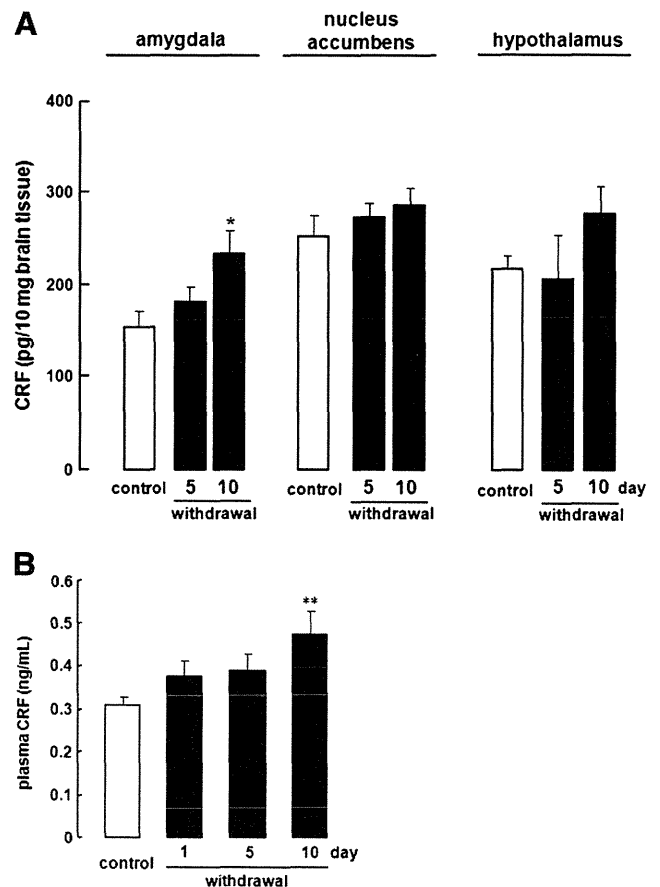 A
amygdala
nucleus
accumbens
hypothalamus
CRF (pg/10 mg brain tissue)
400
300
200
100
0
*
control 5 10 control 5 10 control 5 10 day
withdrawal withdrawal withdrawal
B
plasma CRF (ng/mL)
0.6
0.5
0.4
0.3
0.2
0.1
0
**
control 1 5 10 day
withdrawal